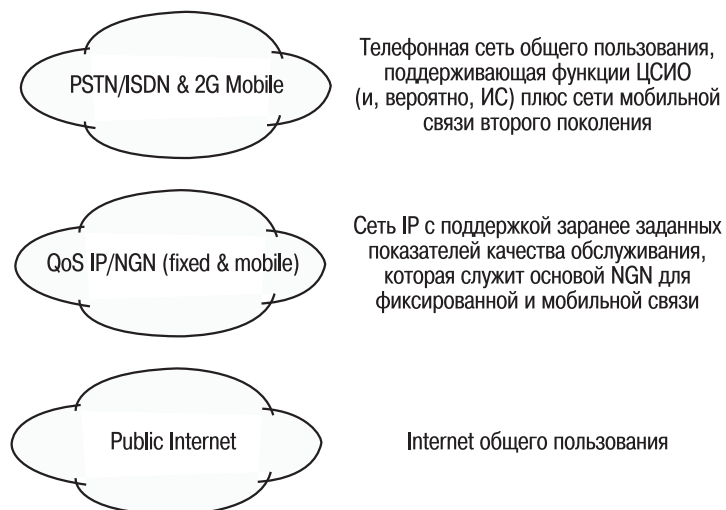 PSTN/ISDN & 2G Mobile
Телефонная сеть общего пользования,
поддерживающая функции ЦСИО
(и, вероятно, ИС) плюс сети мобильной
связи второго поколения
QoS IP/NGN (fixed & mobile)
Сеть IP с поддержкой заранее заданных
показателей качества обслуживания,
которая служит основой NGN для
фиксированной и мобильной связи
Public Internet
Internet общего пользования